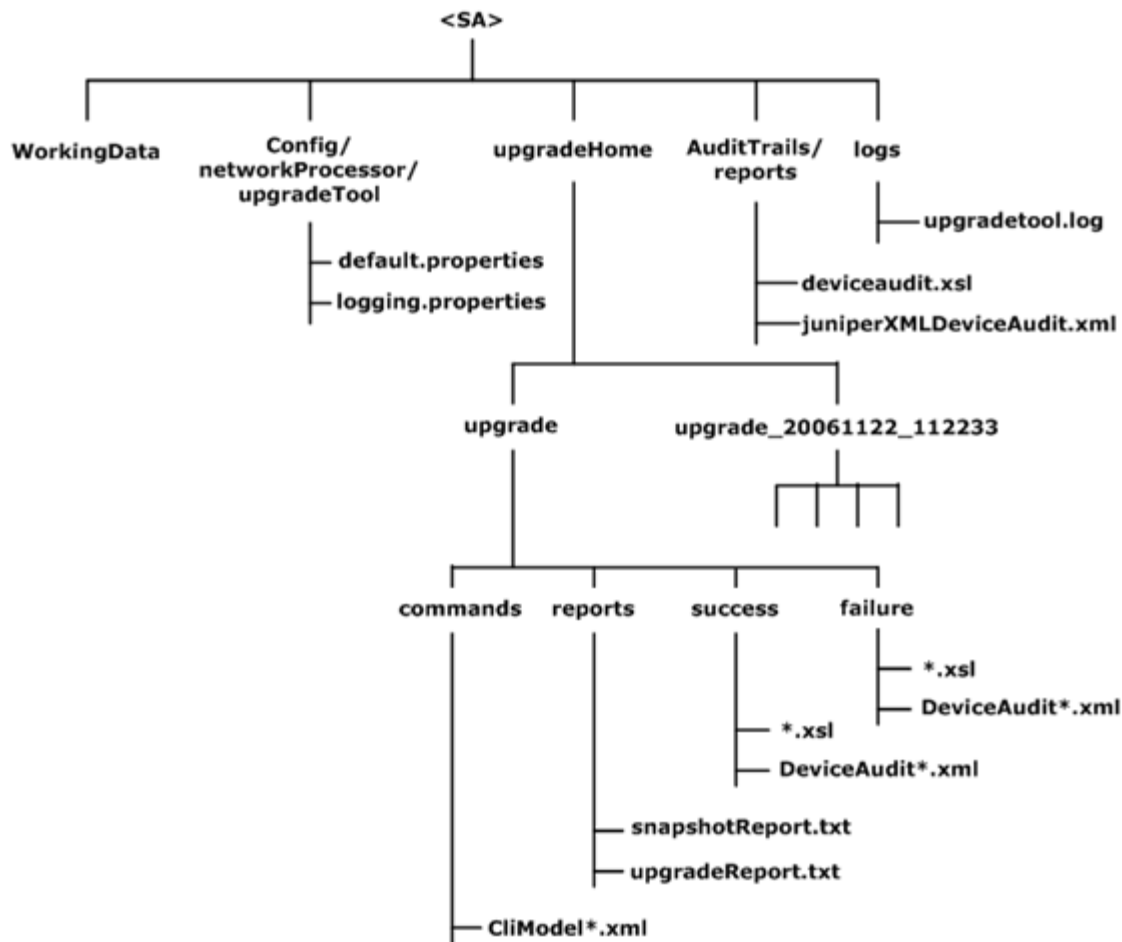 <SA>
WorkingData
Config/
networkProcessor/
upgradeTool
upgradeHome
AuditTrails/
reports
logs
default.properties
logging.properties
deviceaudit.xsl
juniperXMLDeviceAudit.xml
upgradetool.log
upgrade
upgrade_20061122_112233
commands
reports
success
failure
*.xsl
DeviceAudit*.xml
*.xsl
DeviceAudit*.xml
snapshotReport.txt
upgradeReport.txt
CliModel*.xml